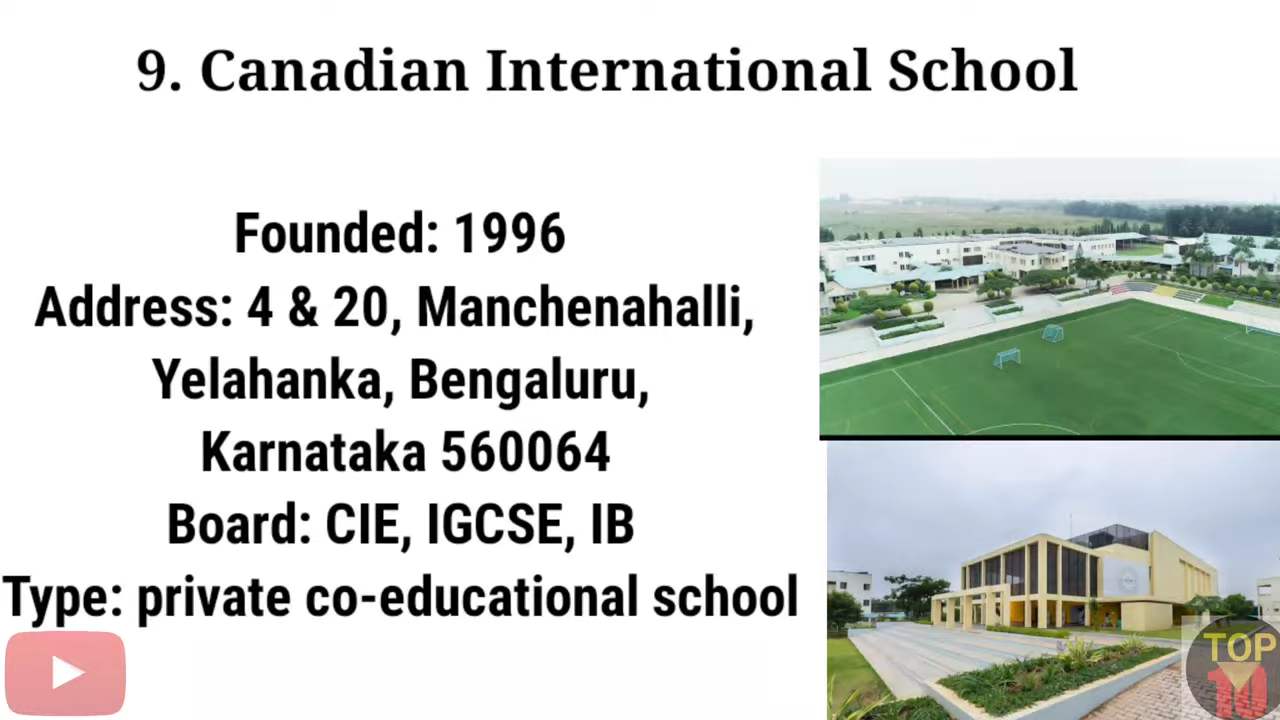 9. Canadian International School
Founded: 1996
Address: 4 & 20, Manchenahalli,
Yelahanka, Bengaluru,
Karnataka 560064
Board: CIE, IGCSE, IB
Type: private co-educational school
TOP
10